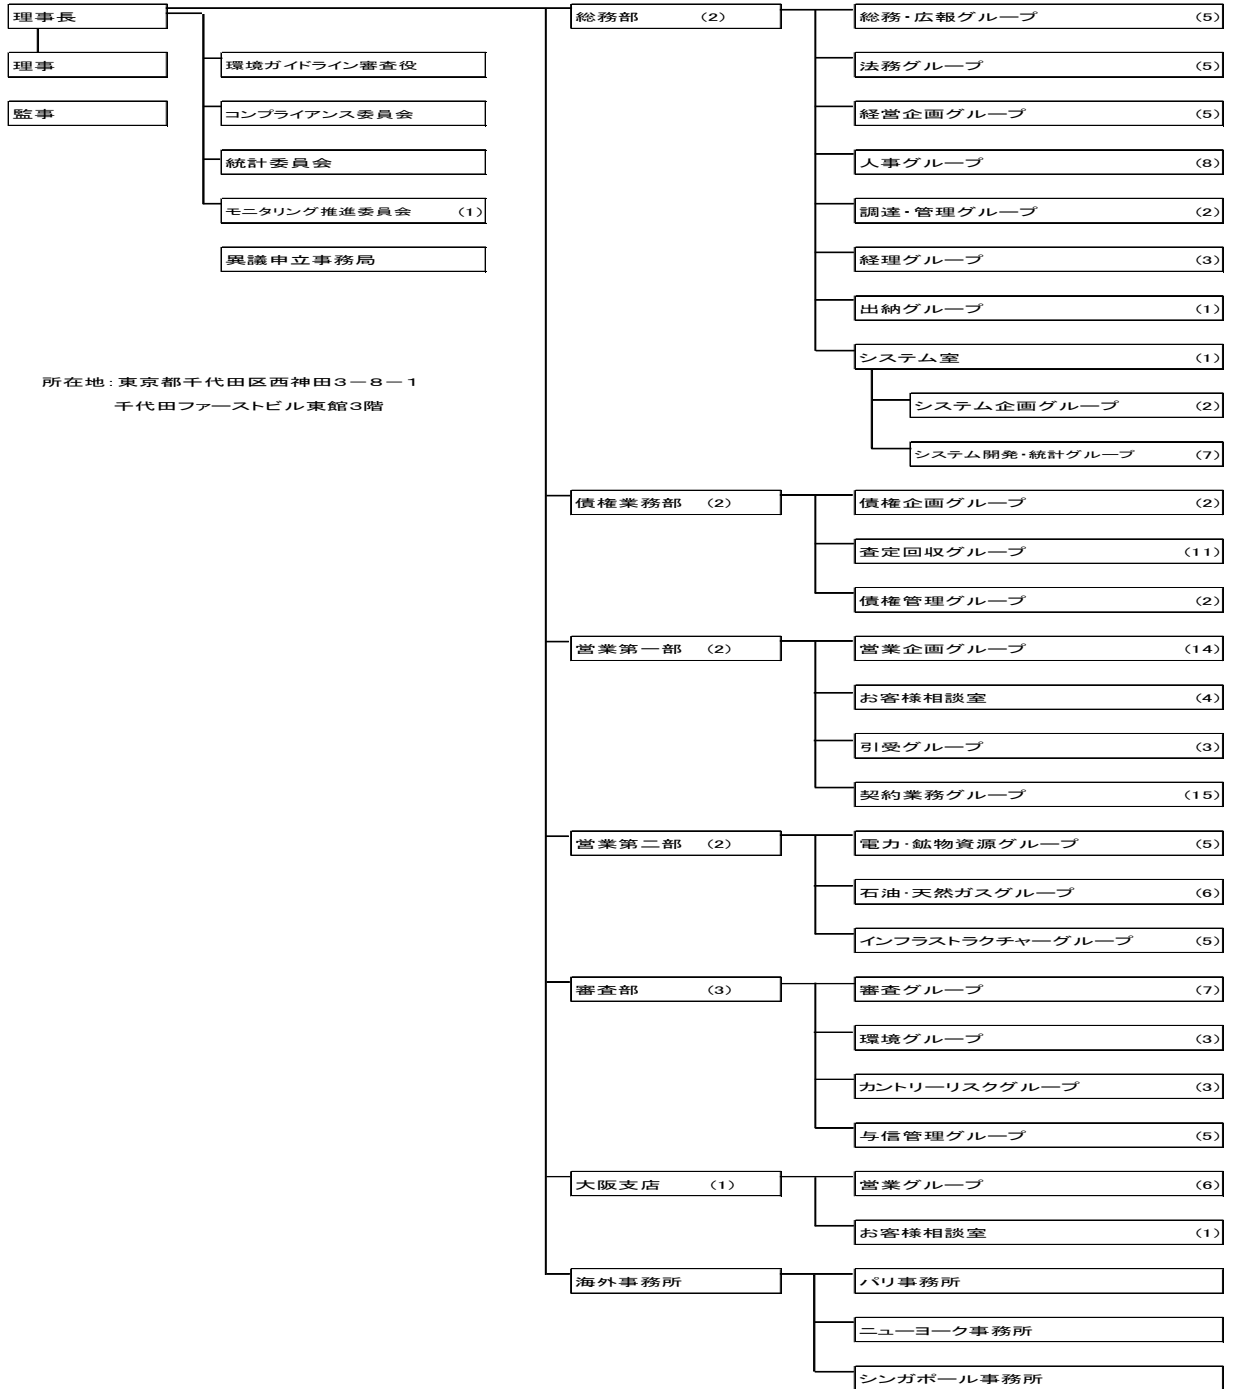 理事長
理事
監事
環境ガイドライン審査役
コンプライアンス委員会
統計委員会
モニタリング推進委員会 (1)
異議申立事務局
所在地:東京都千代田区西神田3-8-1
千代田ファーストビル東館3階
総務部 (2)
総務・広報グループ (5)
法務グループ (5)
経営企画グループ (5)
人事グループ (8)
調達・管理グループ (2)
経理グループ (3)
出納グループ (1)
システム室 (1)
システム企画グループ (2)
システム開発・統計グループ (7)
債権業務部 (2)
債権企画グループ (2)
査定回収グループ (11)
債権管理グループ (2)
営業第一部 (2)
営業企画グループ (14)
お客様相談室 (4)
引受グループ (3)
契約業務グループ (15)
営業第二部 (2)
電力・鉱物資源グループ (5)
石油・天然ガスグループ (6)
インフラストラクチャーグループ (5)
審査部 (3)
審査グループ (7)
環境グループ (3)
カントリーリスクグループ (3)
与信管理グループ (5)
大阪支店 (1)
営業グループ (6)
お客様相談室 (1)
海外事務所
パリ事務所
ニューヨーク事務所
シンガポール事務所